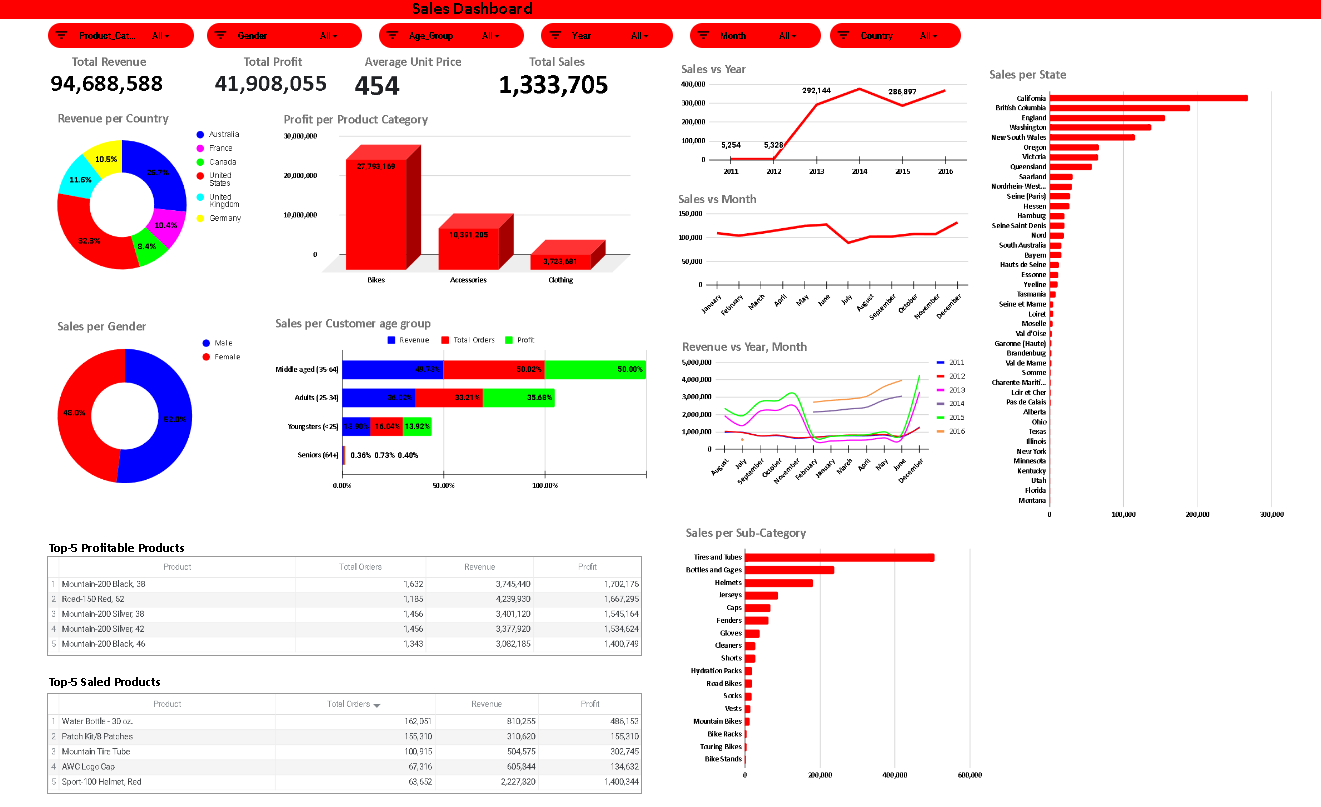 Sales Dashboard
Product_Cat... All
Gender All
Age_Group All
Year All
Month All
Country All
Total Revenue
94,688,588
Total Profit
41,908,055
Average Unit Price
454
Total Sales
1,333,705
Revenue per Country
10.5%
11.6%
32.8%
8.4%
10.4%
Australia
France
Canada
United States
United Kingdom
Germany
Profit per Product Category
30,000,000
20,000,000
10,000,000
0
27,793,169
Bikes
Accessories
Clothing
Sales per Gender
48.0%
52.0%
Male
Female
Sales per Customer age group
Revenue
Total Orders
Profit
Middle aged (35-64) 50.02% 50.00%
Adults (25-34) 33.21% 35.68%
Youngsters (<25) 16.04% 13.92%
Seniors (64+) 0.36% 0.73% 0.40%
0.00% 50.00% 100.00%
Sales vs Year
400,000
300,000
200,000
100,000
0
5,254
5,328
292,144
286,897
2011 2012 2013 2014 2015 2016
Sales vs Month
150,000
100,000
50,000
0
January February March April May June July August September October November December
Revenue vs Year, Month
5,000,000
4,000,000
3,000,000
2,000,000
1,000,000
0
August July September October November February January March April May June December
2011
2012
2013
2014
2015
2016
Sales per State
California
British Columbia
England
Washington
New South Wales
Oregon
Victoria
Queensland
Saarland
Nordrhein-West...
Seine (Paris)
Hessen
Hamburg
Seine Saint Denis
Nord
South Australia
Bayern
Hauts de Seine
Essonne
Yveline
Tasmania
Seine et Marne
Loiret
Moselle
Val d'Oise
Garonne (Haute)
Brandenburg
Val de Marne
Somme
Charente-Mariti...
Loir et Cher
Pas de Calais
Alberta
Ohio
Texas
Illinois
New York
Minnesota
Kentucky
Utah
Florida
Montana
0 100,000 200,000 300,000
Sales per Sub-Category
Tires and Tubes
Bottles and Cages
Helmets
Jerseys
Caps
Fenders
Gloves
Cleaners
Shorts
Hydration Packs
Road Bikes
Socks
Vests
Mountain Bikes
Bike Racks
Touring Bikes
Bike Stands
0 200,000 400,000 600,000
Top-5 Profitable Products
Product Total Orders Revenue Profit
1 Mountain-200 Black, 38 1,632 3,745,440 1,702,176
2 Road-150 Red, 62 1,185 4,239,930 1,667,295
3 Mountain-200 Silver, 38 1,456 3,401,120 1,545,164
4 Mountain-200 Silver, 42 1,456 3,377,920 1,534,624
5 Mountain-200 Black, 46 1,343 3,082,185 1,400,749
Top-5 Saled Products
Product Total Orders Revenue Profit
1 Water Bottle - 30 oz. 162,051 810,255 486,153
2 Patch Kit/8 Patches 155,310 310,620 155,310
3 Mountain Tire Tube 100,915 504,575 302,745
4 AWC Logo Cap 67,316 605,844 134,632
5 Sport-100 Helmet, Red 63,652 2,227,820 1,400,344